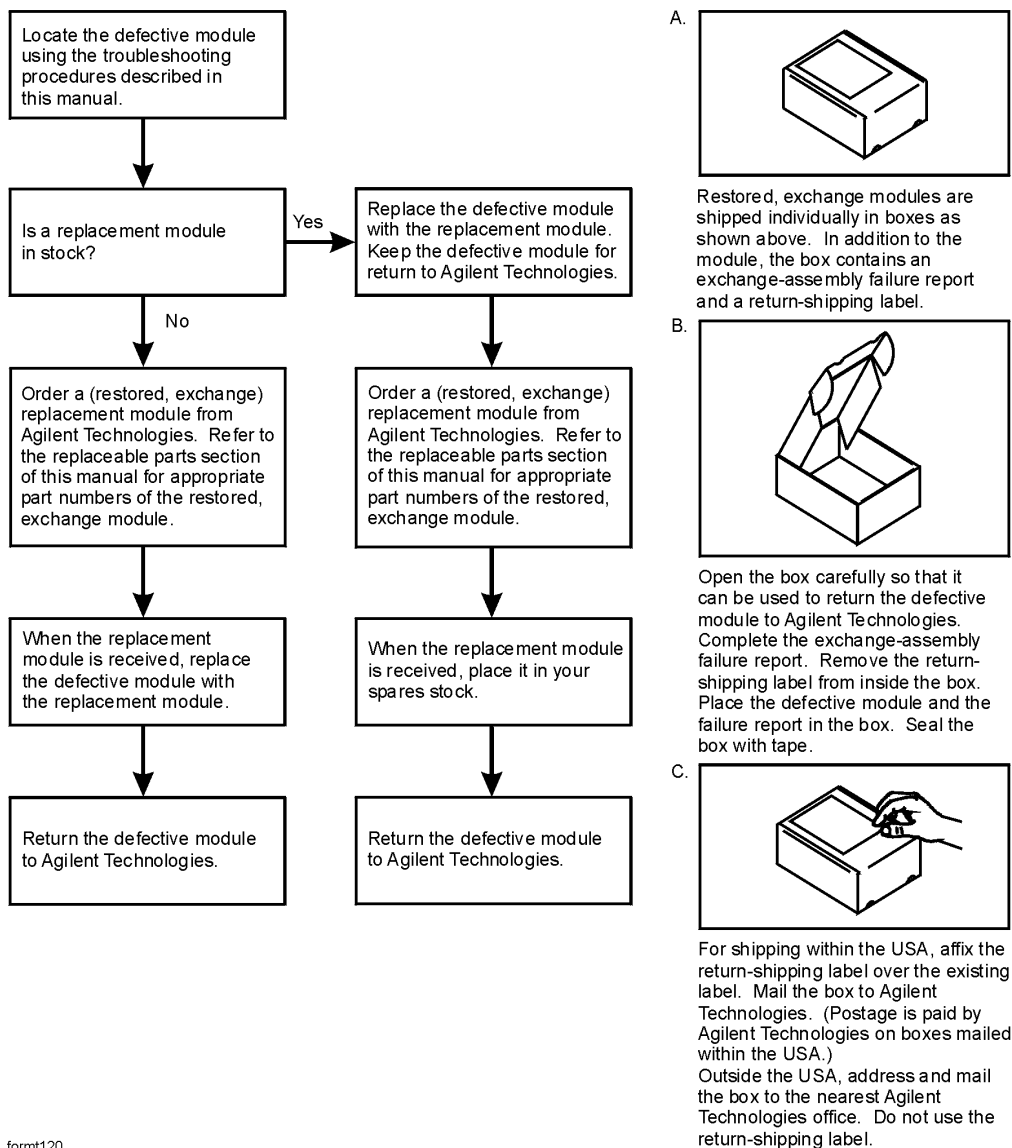 Locate the defective module
using the troubleshooting
procedures described in
this manual.
Is a replacement module
in stock?
Yes
Replace the defective module
with the replacement module.
Keep the defective module for
return to Agilent Technologies.
No
Order a (restored, exchange)
replacement module from
Agilent Technologies. Refer to
the replaceable parts section
of this manual for appropriate
part numbers of the restored,
exchange module.
Order a (restored, exchange)
replacement module from
Agilent Technologies. Refer to
the replaceable parts section
of this manual for appropriate
part numbers of the restored,
exchange module.
When the replacement
module is received, replace
the defective module with
the replacement module.
When the replacement module
is received, place it in your
spares stock.
Return the defective module
to Agilent Technologies.
Return the defective module
to Agilent Technologies.
A.
Restored, exchange modules are
shipped individually in boxes as
shown above. In addition to the
module, the box contains an
exchange-assembly failure report
and a return-shipping label.
B.
Open the box carefully so that it
can be used to return the defective
module to Agilent Technologies.
Complete the exchange-assembly
failure report. Remove the return-
shipping label from inside the box.
Place the defective module and the
failure report in the box. Seal the
box with tape.
C.
For shipping within the USA, affix the
return-shipping label over the existing
label. Mail the box to Agilent
Technologies. (Postage is paid by
Agilent Technologies on boxes mailed
within the USA.)
Outside the USA, address and mail
the box to the nearest Agilent
Technologies office. Do not use the
return-shipping label.
formt120